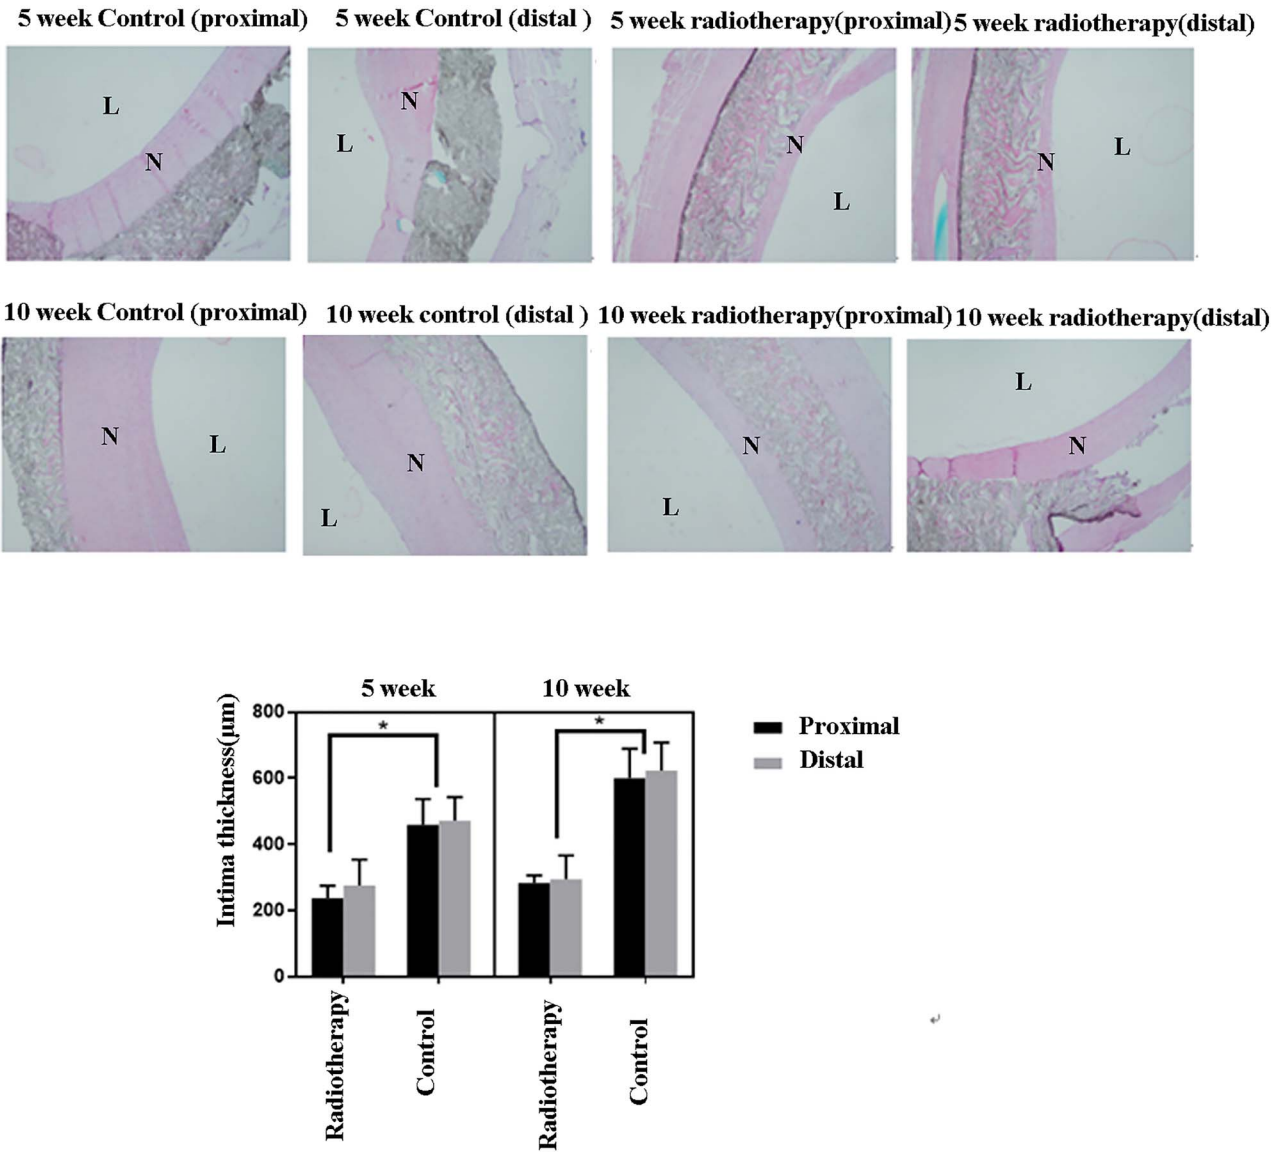 5 week Control (proximal)
5 week Control (distal )
5 week radiotherapy(proximal)
5 week radiotherapy(distal)
L
N
L
N
N
L
N
L
10 week Control (proximal)
10 week control (distal )
10 week radiotherapy(proximal)
10 week radiotherapy(distal)
N
L
N
L
N
L
L
N
5 week
10 week
Intima thickness(μm)
800
600
400
200
0
*
*
Proximal
Distal
Radiotherapy
Control
Radiotherapy
Control